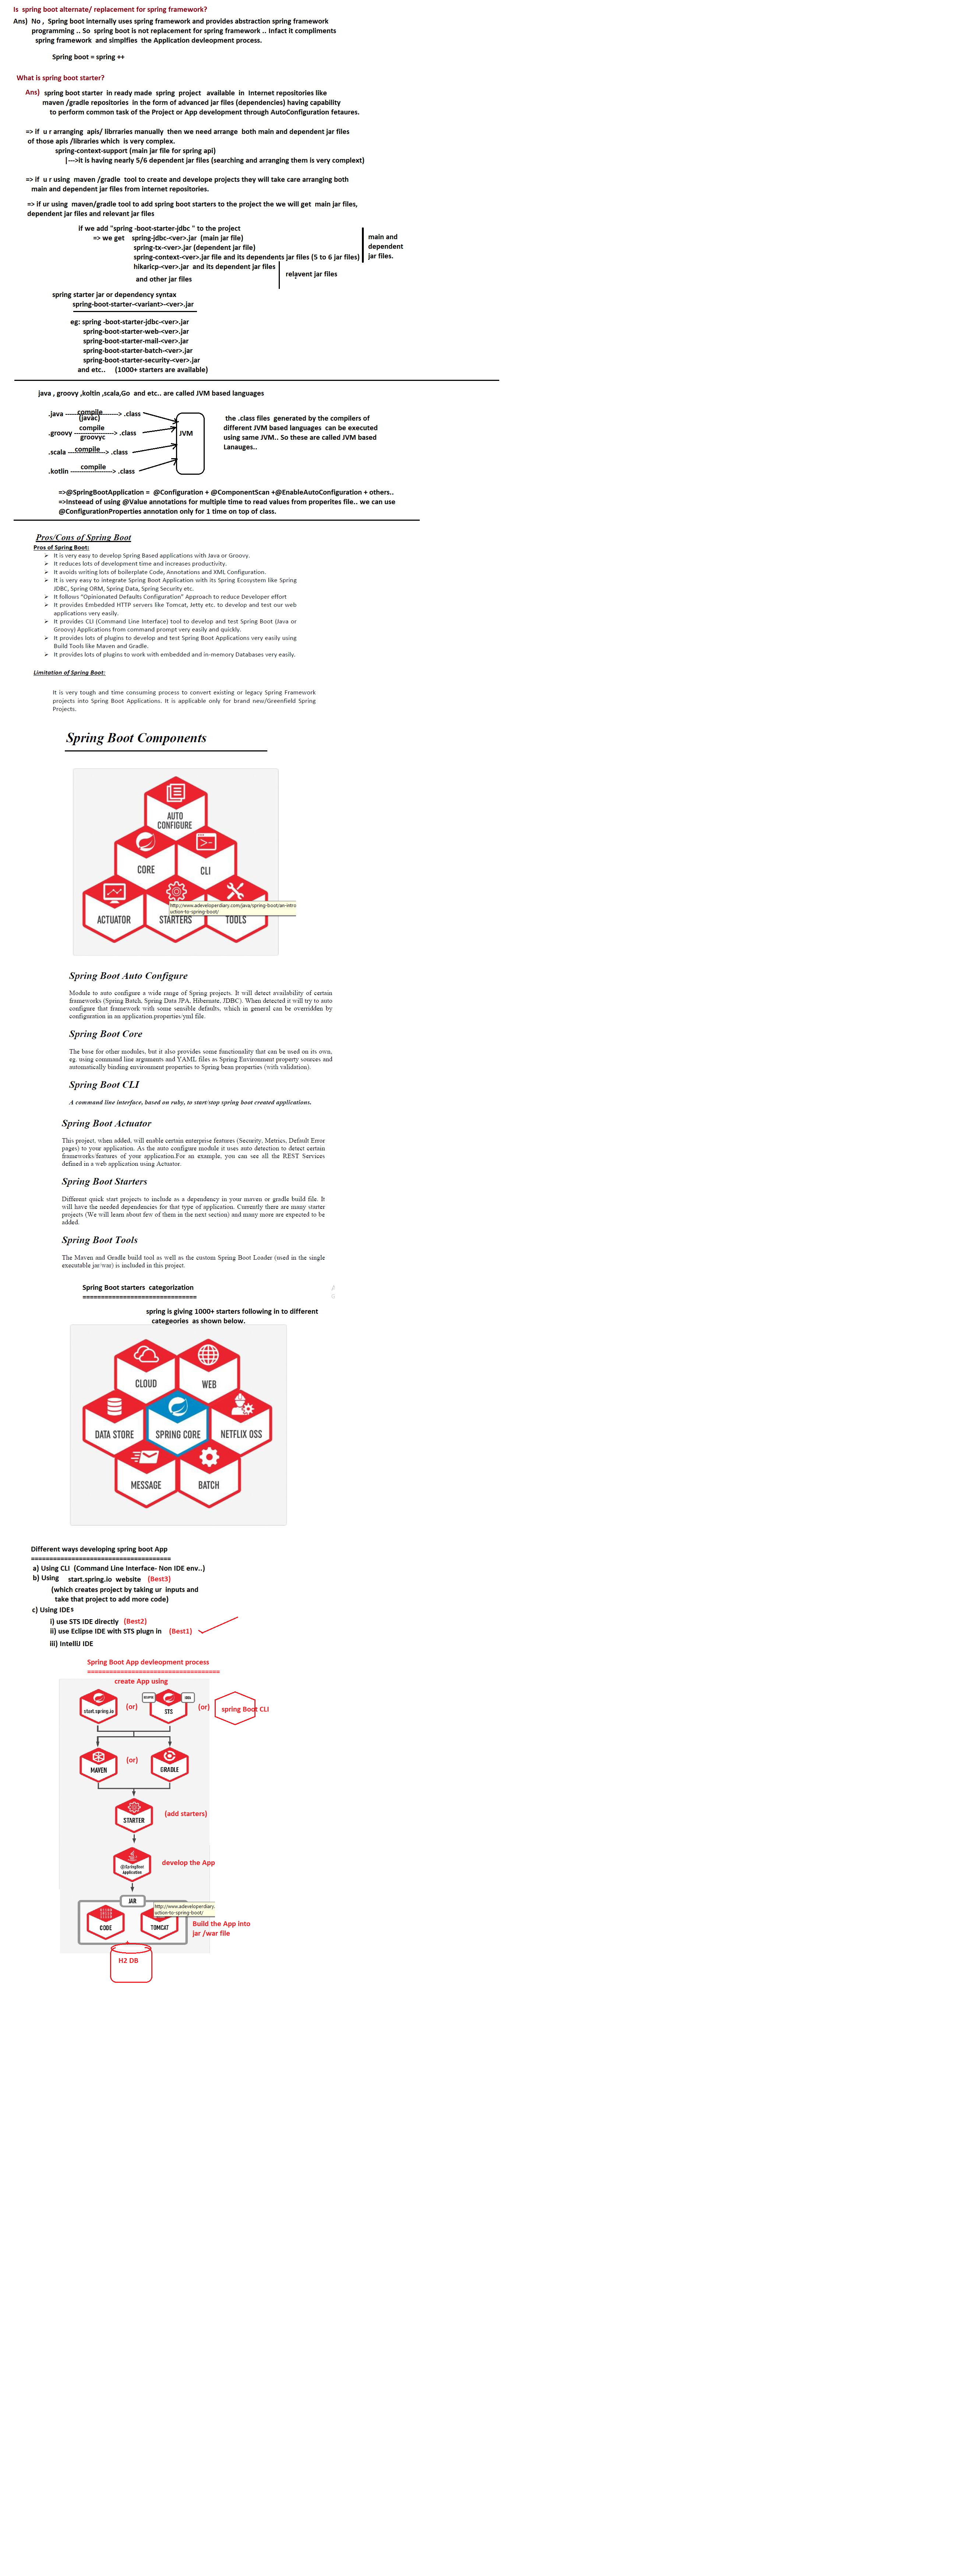 Is spring boot alternate/ replacement for spring framework?
Ans) No , Spring boot internally uses spring framework and provides abstraction spring framework
programming .. So spring boot is not replacement for spring framework .. Infact it compliments
spring framework and simplfies the Application devleopment process.
Spring boot = spring ++
What is spring boot starter?
Ans) spring boot starter in ready made spring project available in Internet repositories like
maven /gradle repositories in the form of advanced jar files (dependencies) having capability
to perform common task of the Project or App development through AutoConfiguration fetaures.
=> if u r arranging apis/ librraries manually then we need arrange both main and dependent jar files
of those apis /libraries which is very complex.
spring-context-support (main jar file for spring api)
|--->it is having nearly 5/6 dependent jar files (searching and arranging them is very complext)
=> if u r using maven /gradle tool to create and develope projects they will take care arranging both
main and dependent jar files from internet repositories.
=> if ur using maven/gradle tool to add spring boot starters to the project the we will get main jar files,
dependent jar files and relevant jar files
if we add "spring -boot-starter-jdbc " to the project
=> we get spring-jdbc-<ver>.jar (main jar file)
spring-tx-<ver>.jar (dependent jar file)
spring-context-<ver>.jar file and its dependents jar files (5 to 6 jar files)
hikaricp-<ver>.jar and its dependent jar files
and other jar files
main and
dependent
jar files.
relavent jar files
spring starter jar or dependency syntax
spring-boot-starter-<variant>-<ver>.jar
eg: spring -boot-starter-jdbc-<ver>.jar
spring-boot-starter-web-<ver>.jar
spring-boot-starter-mail-<ver>.jar
spring-boot-starter-batch-<ver>.jar
spring-boot-starter-security-<ver>.jar
and etc.. (1000+ starters are available)
java , groovy ,koltin ,scala,Go and etc.. are called JVM based languages
.java ---compile---> .class
(javac)
.groovy ---compile---> .class
groovyc
.scala ---compile---> .class
.kotlin ---compile---> .class
JVM
the .class files generated by the compilers of
different JVM based languages can be executed
using same JVM.. So these are called JVM based
Lanauges..
=>@SpringBootApplication = @Configuration + @ComponentScan +@EnableAutoConfiguration + others..
=>Insteead of using @Value annotations for multiple time to read values from properites file.. we can use
@ConfigurationProperties annotation only for 1 time on top of class.
Pros/Cons of Spring Boot
Pros of Spring Boot:
➢ It is very easy to develop Spring Based applications with Java or Groovy.
➢ It reduces lots of development time and increases productivity.
➢ It avoids writing lots of boilerplate Code, Annotations and XML Configuration.
➢ It is very easy to integrate Spring Boot Application with its Spring Ecosystem like Spring
JDBC, Spring ORM, Spring Data, Spring Security etc.
➢ It follows "Opinionated Defaults Configuration" Approach to reduce Developer effort
➢ It provides Embedded HTTP servers like Tomcat, Jetty etc. to develop and test our web
applications very easily.
➢ It provides CLI (Command Line Interface) tool to develop and test Spring Boot (Java or
Groovy) Applications from command prompt very easily and quickly.
➢ It provides lots of plugins to develop and test Spring Boot Applications very easily using
Build Tools like Maven and Gradle.
➢ It provides lots of plugins to work with embedded and in-memory Databases very easily.
Limitation of Spring Boot:
It is very tough and time consuming process to convert existing or legacy Spring Framework
projects into Spring Boot Applications. It is applicable only for brand new/Greenfield Spring
Projects.
Spring Boot Components
AUTO
CONFIGURE
CORE
CLI
ACTUATOR
STARTERS
TOOLS
http://www.adeveloperdiary.com/java/spring-boot/an-intro
uction-to-spring-boot/
Spring Boot Auto Configure
Module to auto configure a wide range of Spring projects. It will detect availability of certain
frameworks (Spring Batch, Spring Data JPA, Hibernate, JDBC). When detected it will try to auto
configure that framework with some sensible defaults, which in general can be overridden by
configuration in an application.properties/yml file.
Spring Boot Core
The base for other modules, but it also provides some functionality that can be used on its own,
eg. using command line arguments and YAML files as Spring Environment property sources and
automatically binding environment properties to Spring bean properties (with validation).
Spring Boot CLI
A command line interface, based on ruby, to start/stop spring boot created applications.
Spring Boot Actuator
This project, when added, will enable certain enterprise features (Security, Metrics, Default Error
pages) to your application. As the auto configure module it uses auto detection to detect certain
frameworks/features of your application.For an example, you can see all the REST Services
defined in a web application using Actuator.
Spring Boot Starters
Different quick start projects to include as a dependency in your maven or gradle build file. It
will have the needed dependencies for that type of application. Currently there are many starter
projects (We will learn about few of them in the next section) and many more are expected to be
added.
Spring Boot Tools
The Maven and Gradle build tool as well as the custom Spring Boot Loader (used in the single
executable jar/war) is included in this project.
Spring Boot starters categorization
===============================
spring is giving 1000+ starters following in to different
categeories as shown below.
CLOUD
WEB
DATA STORE
SPRING CORE
NETFLIX OSS
MESSAGE
BATCH
Different ways developing spring boot App
======================================
a) Using CLI (Command Line Interface- Non IDE env..)
b) Using start.spring.io website (Best3)
(which creates project by taking ur inputs and
take that project to add more code)
c) Using IDEs
i) use STS IDE directly (Best2)
ii) use Eclipse IDE with STS plugn in (Best1)
iii) IntelliJ IDE
Spring Boot App devleopment process
====================================
create App using
start.spring.io
(or)
STS
(or)
spring Boot CLI
MAVEN
(or)
GRADLE
STARTER
(add starters)
@SpringBoot
Application
develop the App
JAR
http://www.adeveloperdiary.
uction-to-spring-boot/
CODE
TOMCAT
Build the App into
jar /war file
H2 DB